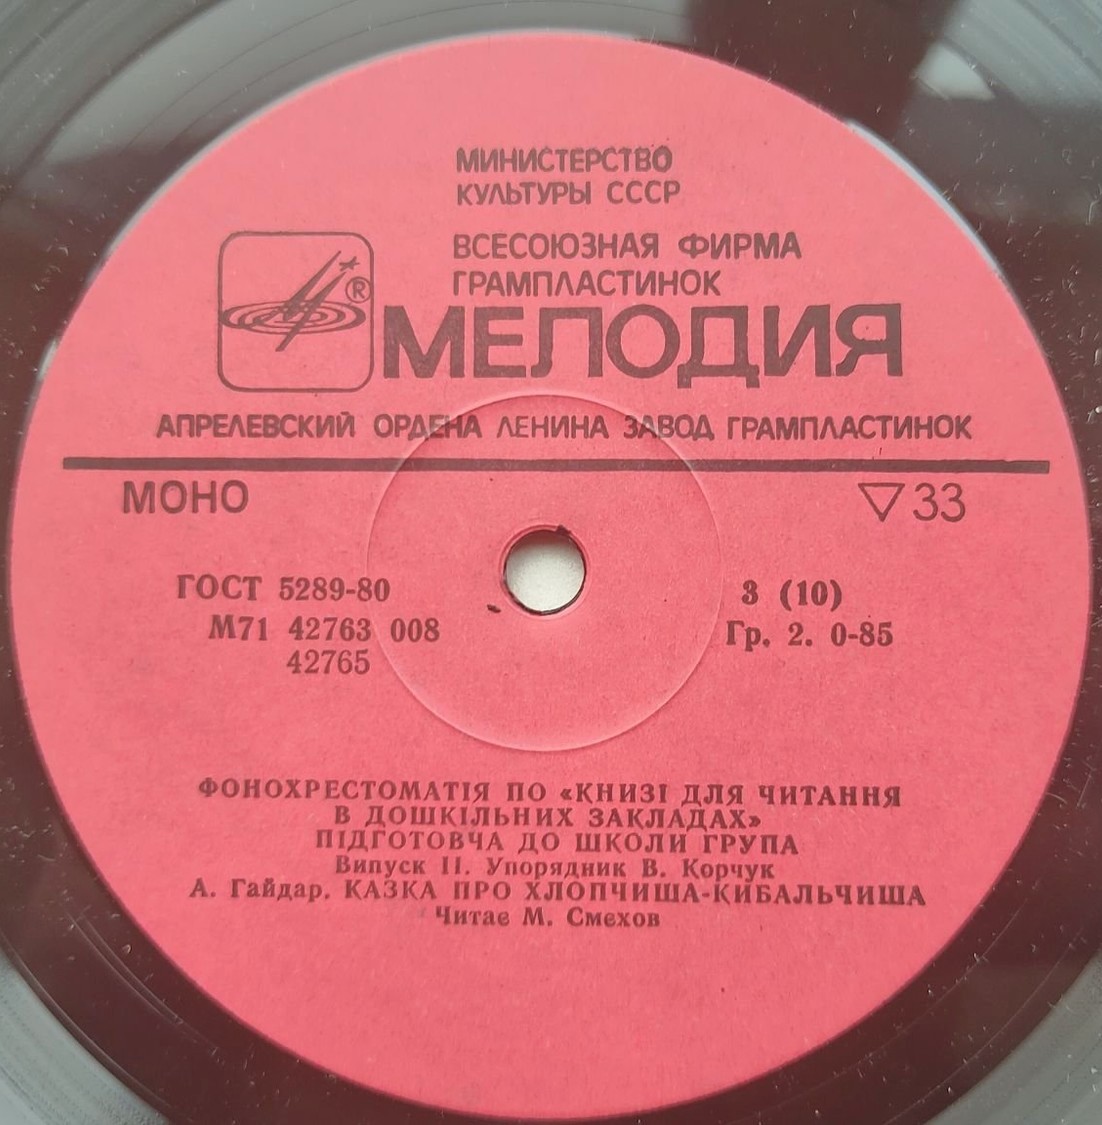 МИНИСТЕРСТВО
КУЛЬТУРЫ СССР
ВСЕСОЮЗНАЯ ФИРМА
ГРАМПЛАСТИНОК
®
МЕЛОДИЯ
АПРЕЛЕВСКИЙ ОРДЕНА ЛЕНИНА ЗАВОД ГРАМПЛАСТИНОК
МОНО
▽33
ГОСТ 5289-80
3 (10)
М71 42763 008
Гр. 2. 0-85
42765
ФОНОХРЕСТОМАТІЯ ПО «КНИЗІ ДЛЯ ЧИТАННЯ
В ДОШКІЛЬНИХ ЗАКЛАДАХ»
ПІДГОТОВЧА ДО ШКОЛИ ГРУПА
Випуск II. Упорядник В. Корчук
А. Гайдар. КАЗКА ПРО ХЛОПЧИША-КИБАЛЬЧИША
Читає М. Смехов